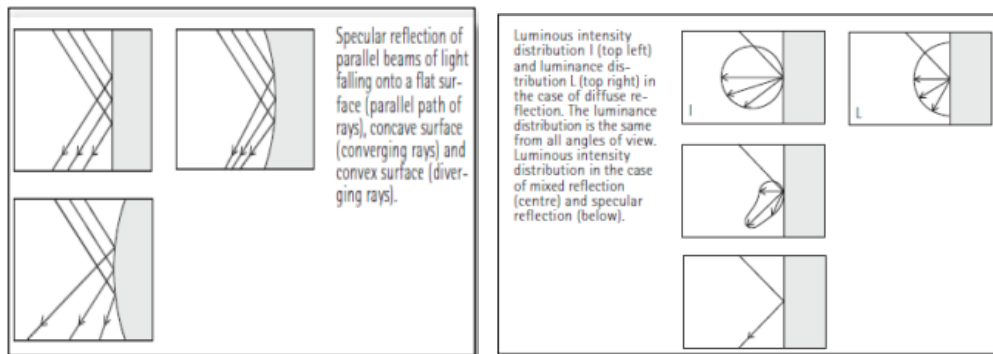 Specular reflection of
parallel beams of light
falling onto a flat sur-
face (parallel path of
rays), concave surface
(converging rays) and
convex surface (diver-
ging rays).
Luminous intensity
distribution I (top left)
and luminance dis-
tribution L (top right) in
the case of diffuse re-
flection. The luminance
distribution is the same
from all angles of view.
Luminous intensity
distribution in the case
of mixed reflection
(centre) and specular
reflection (below).
I
L